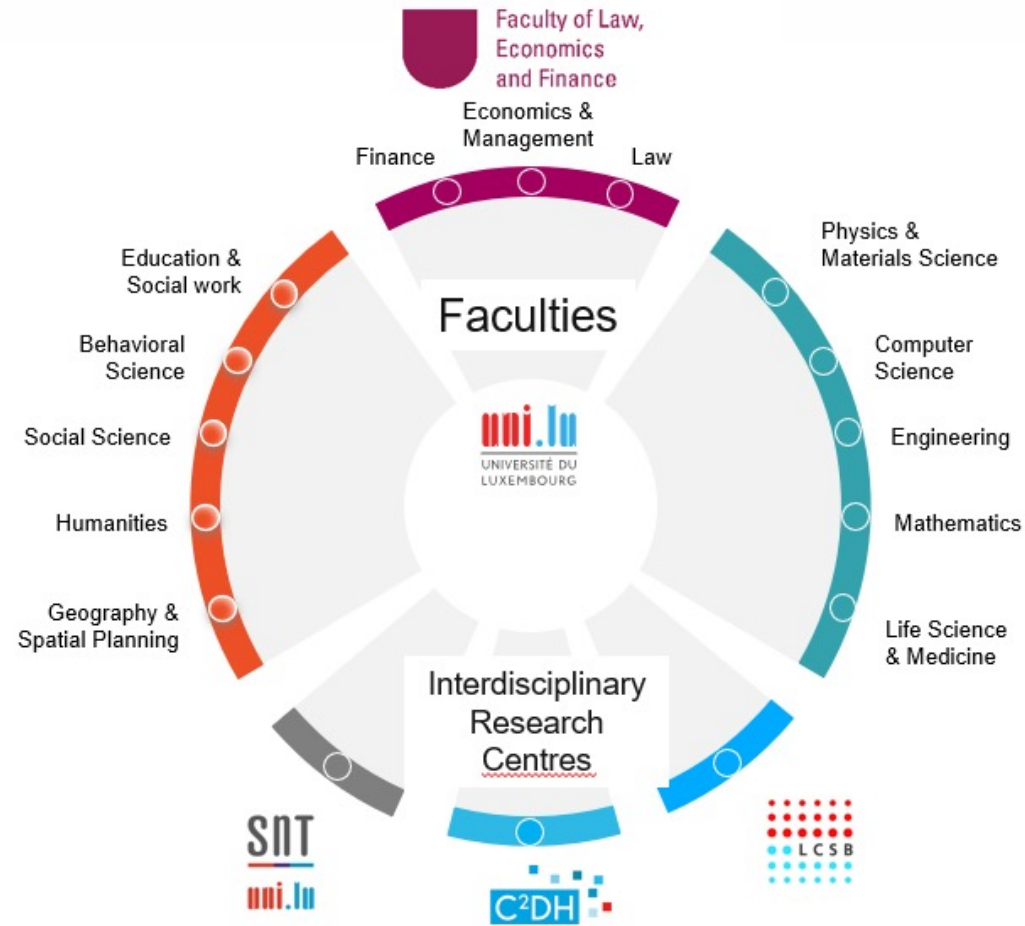 Faculty of Law,
Economics
and Finance
Economics &
Management
Finance
Law
Education &
Social work
Behavioral
Science
Social Science
Humanities
Geography &
Spatial Planning
Physics &
Materials Science
Computer
Science
Engineering
Mathematics
Life Science
& Medicine
Faculties
uni.lu
UNIVERSITÉ DU
LUXEMBOURG
Interdisciplinary
Research
Centres
SNT
uni.lu
C²DH
LCSB